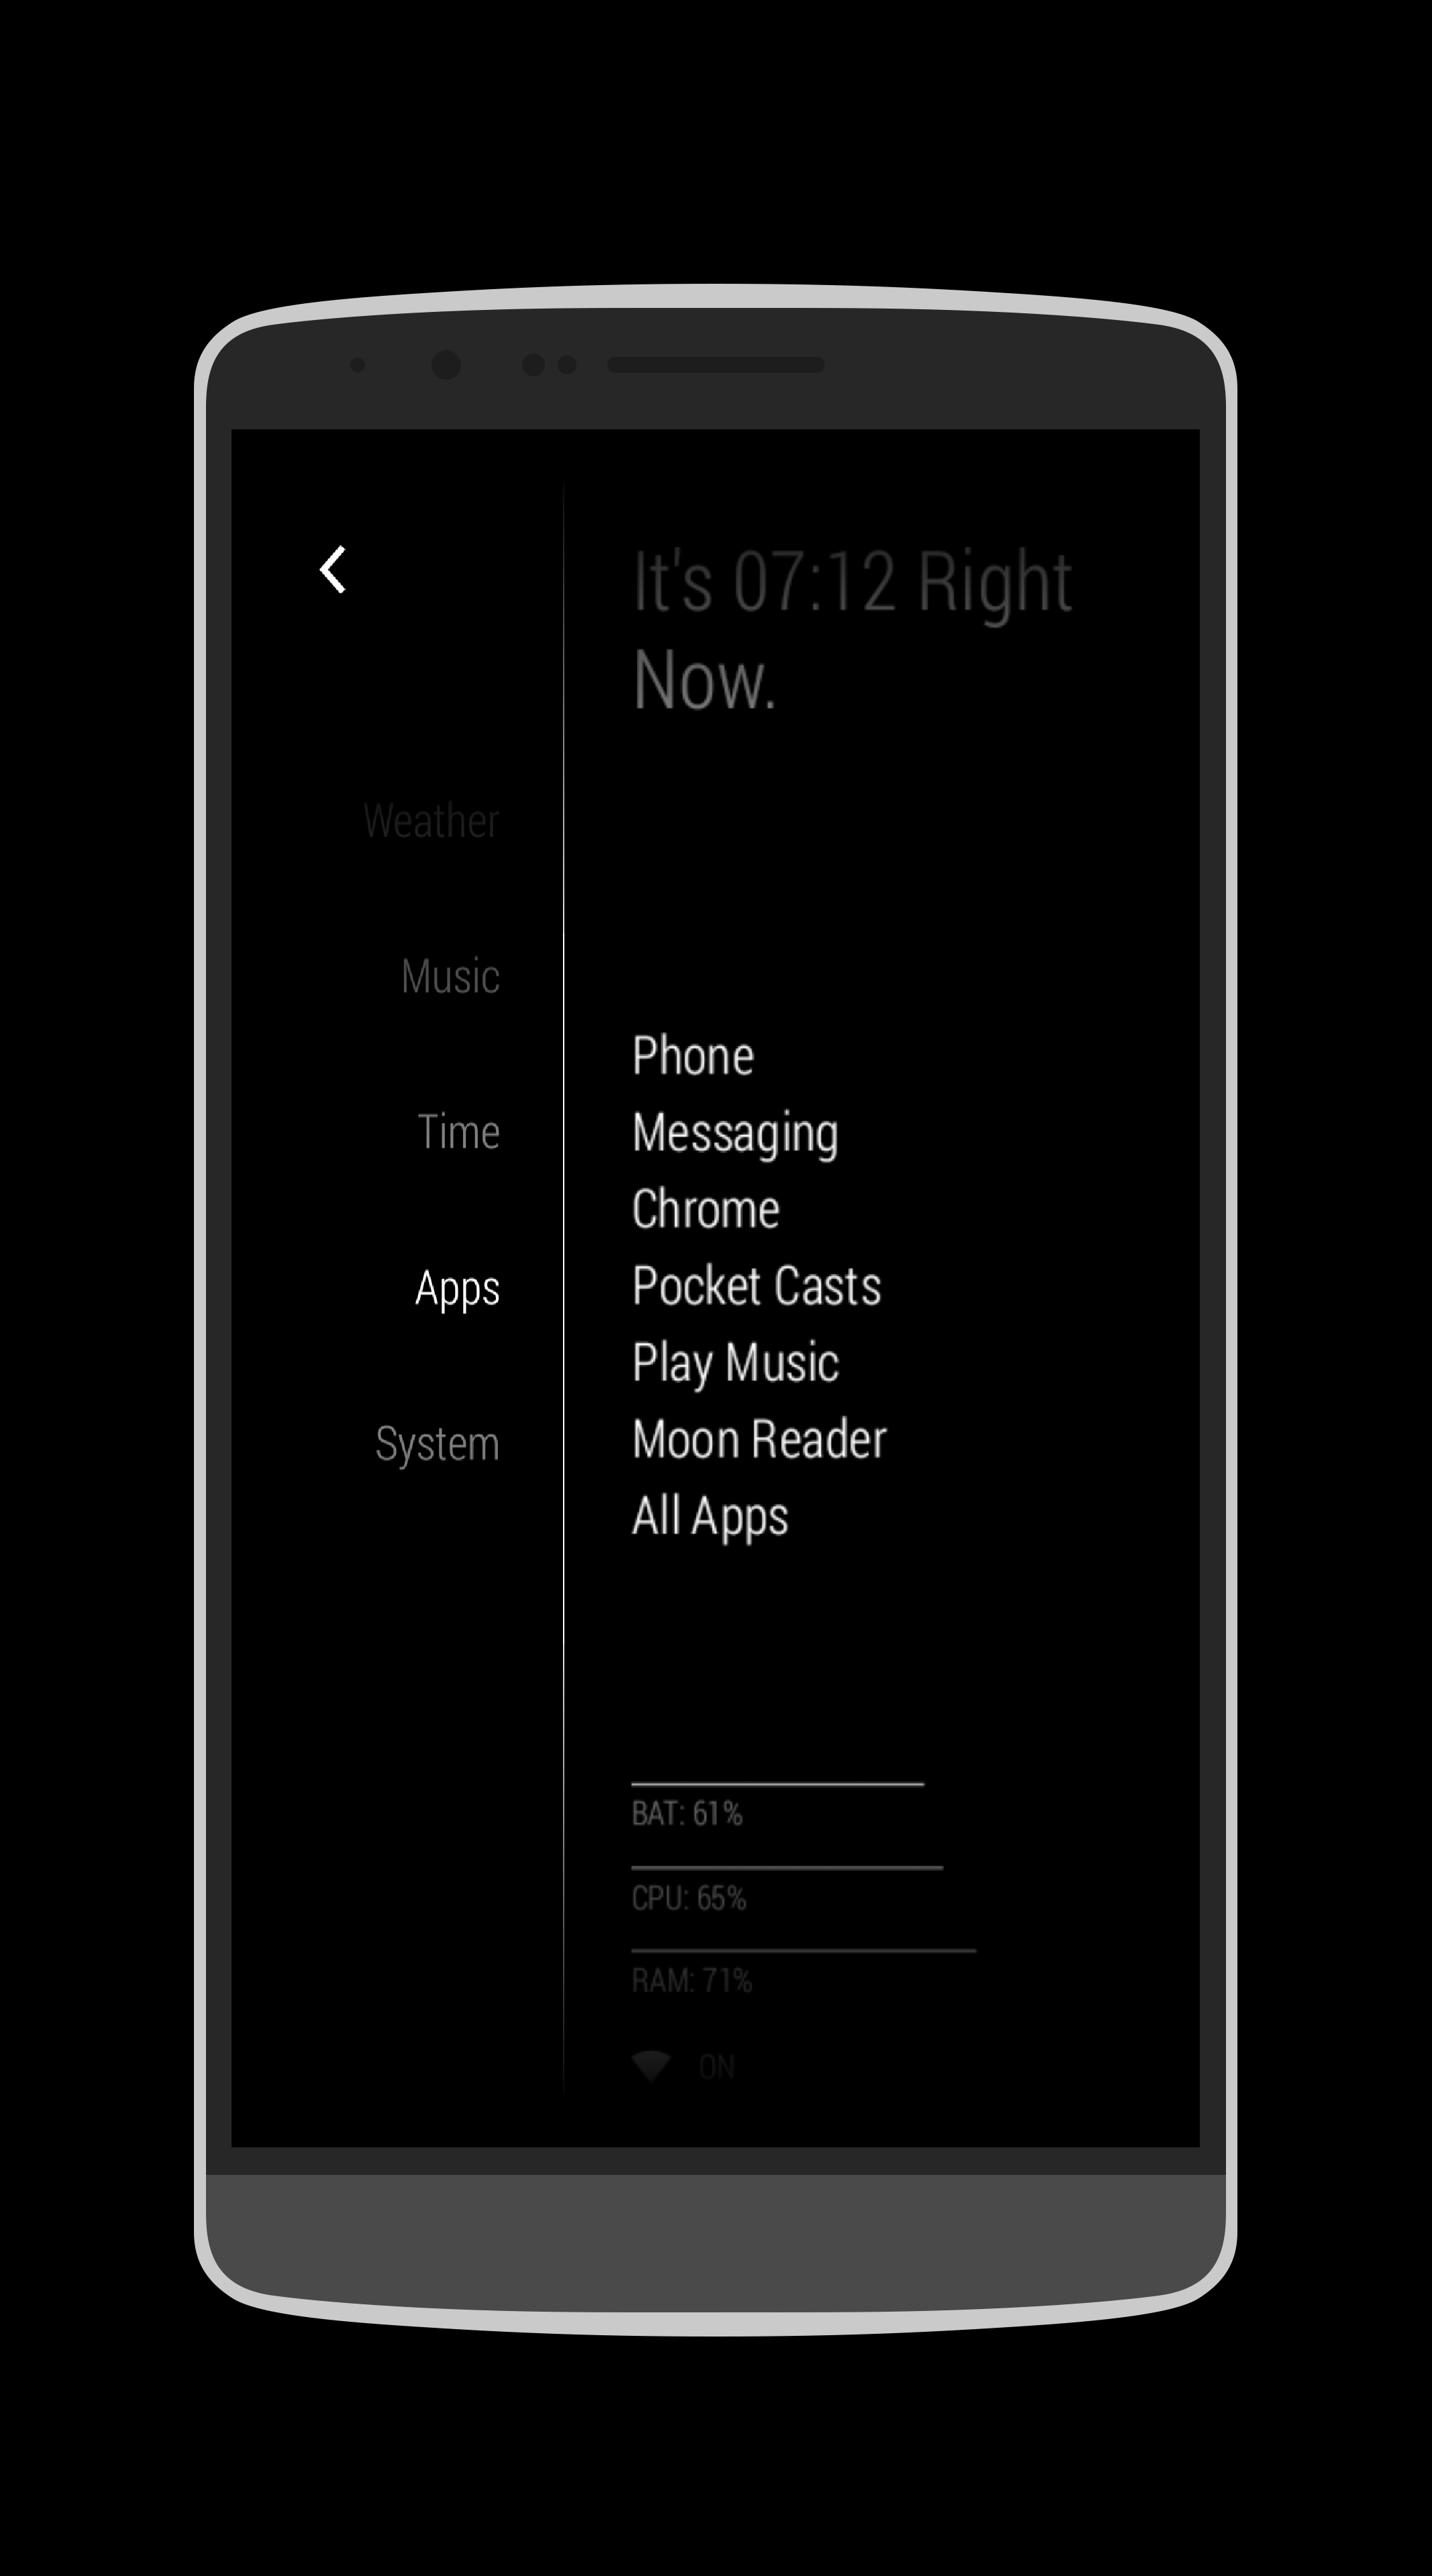 It's 07:12 Right
Now.
Weather
Music
Time
Apps
System
Phone
Messaging
Chrome
Pocket Casts
Play Music
Moon Reader
All Apps
BAT: 61%
CPU: 65%
RAM: 71%
ON